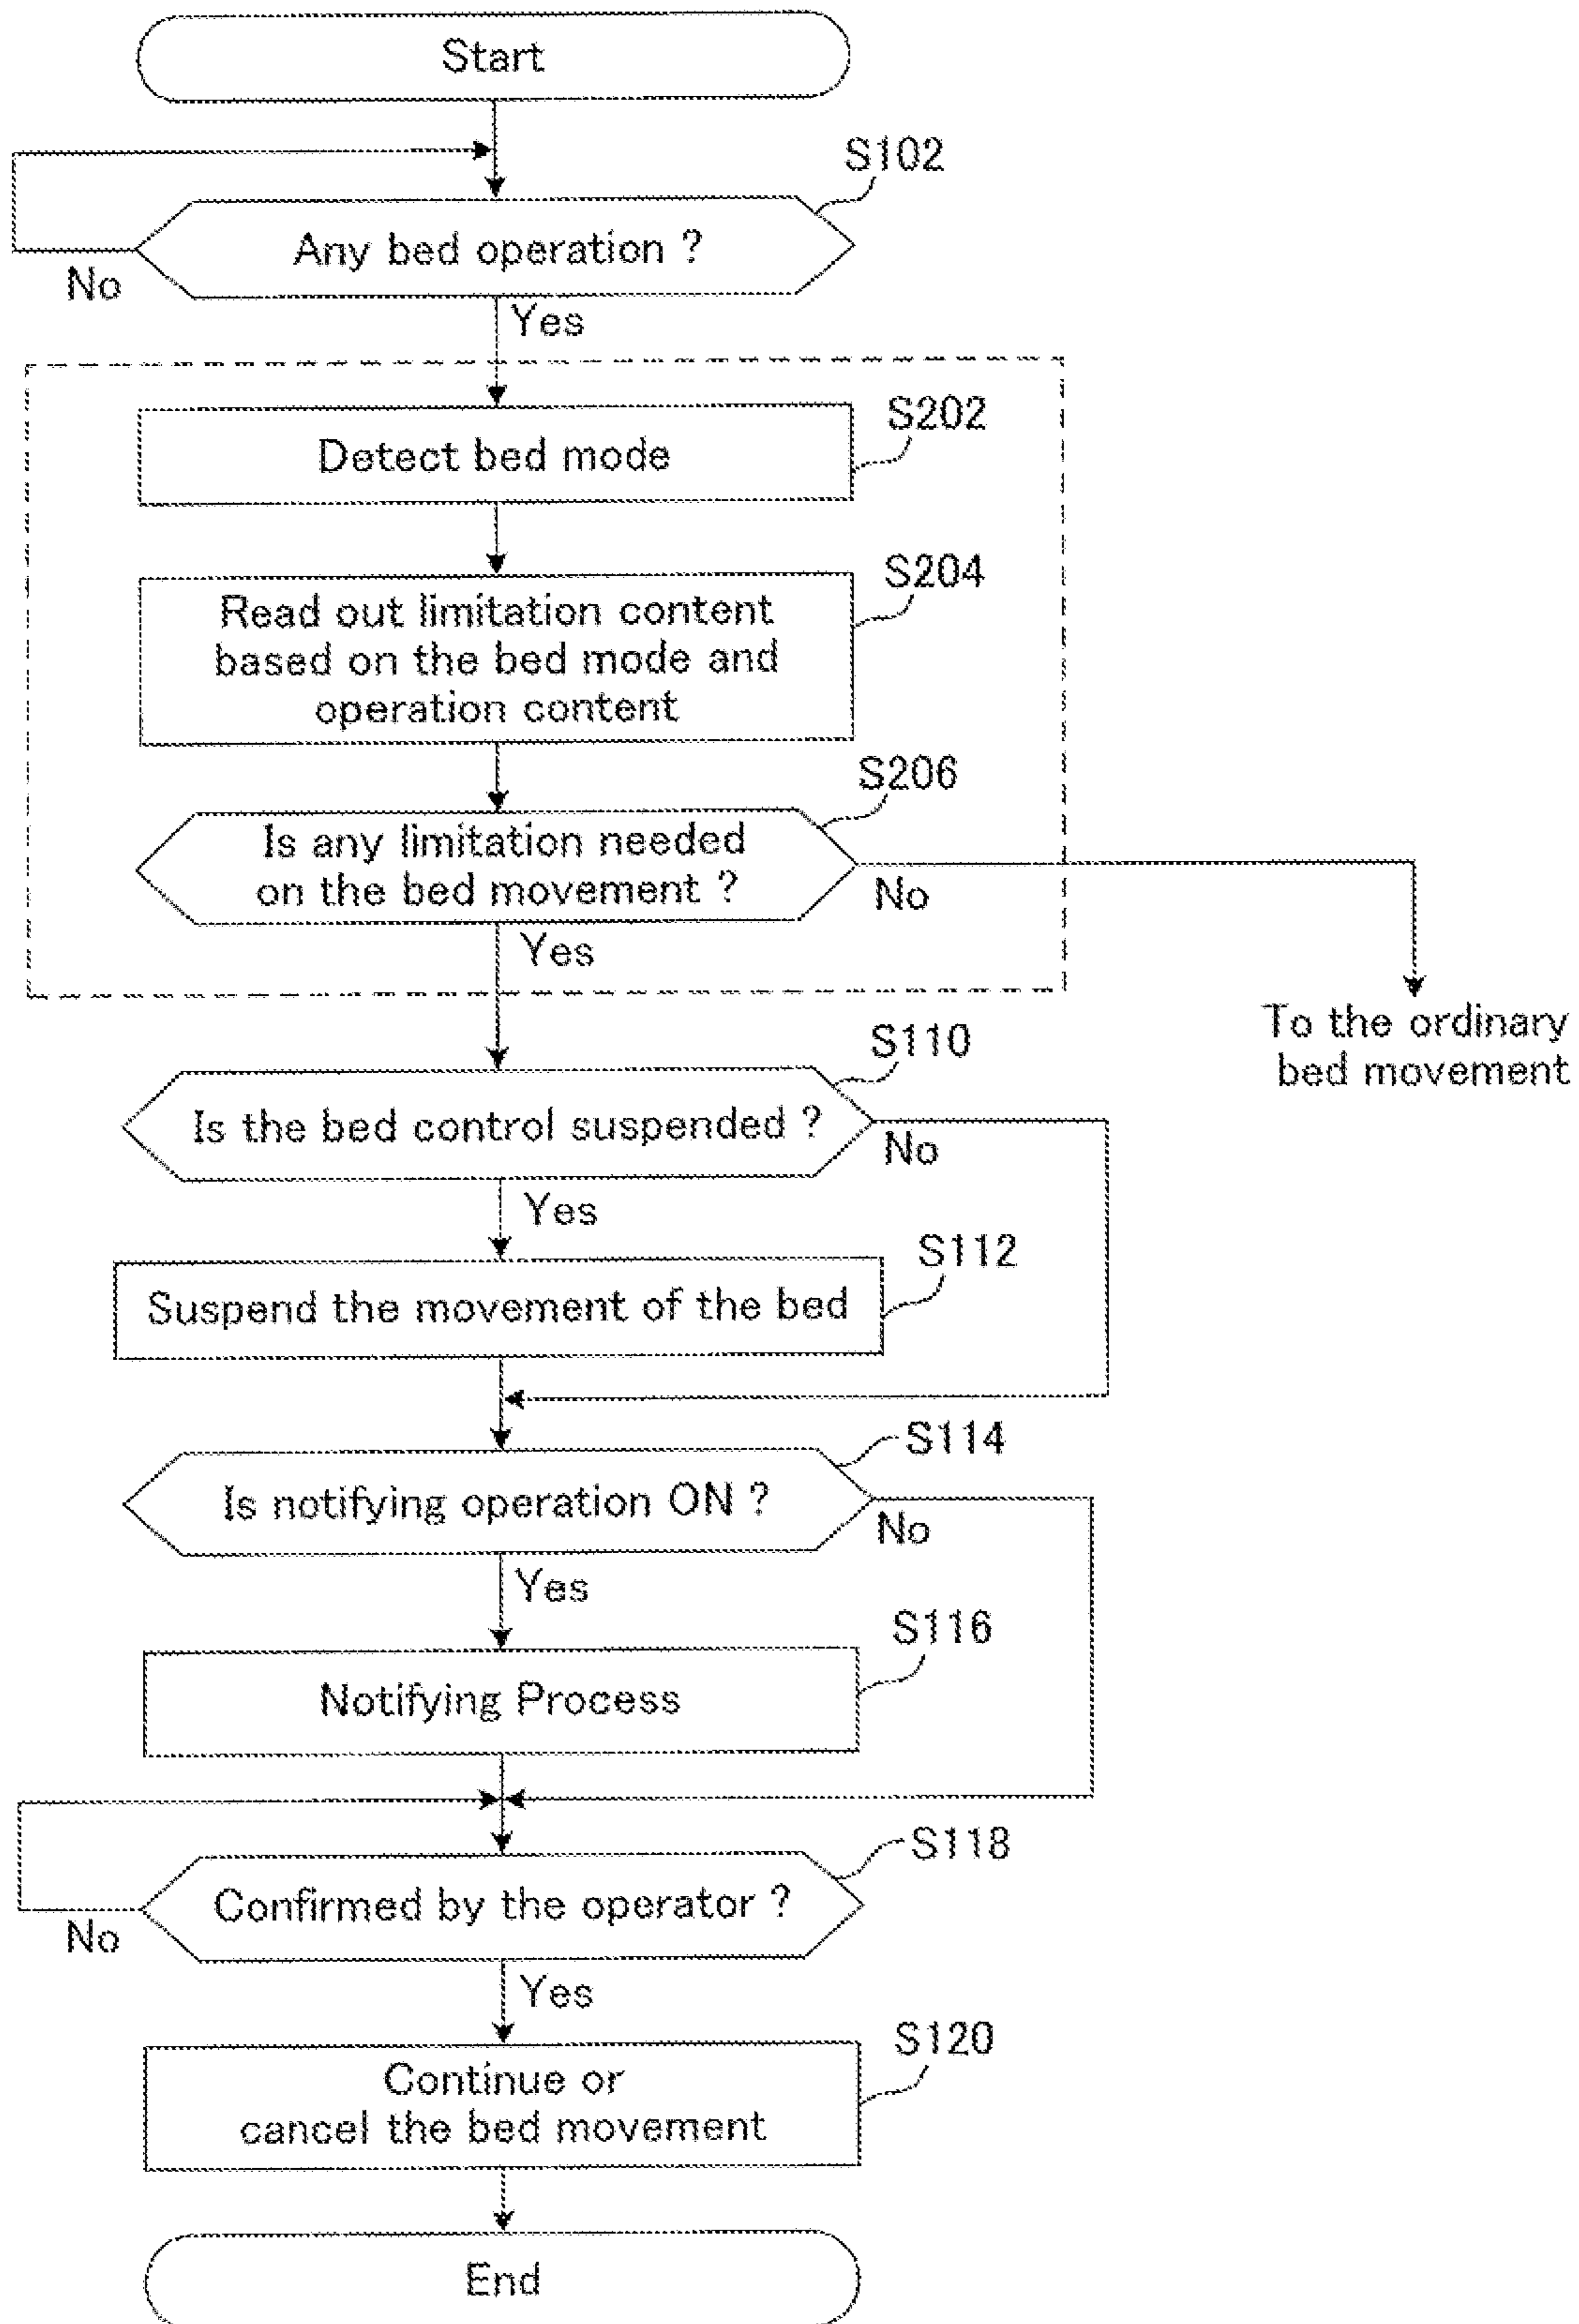 Start
S102
Any bed operation ?
No
Yes
S202
Detect bed mode
S204
Read out limitation content
based on the bed mode and
operation content
S206
Is any limitation needed
on the bed movement ?
No
Yes
To the ordinary
bed movement
S110
Is the bed control suspended ?
No
Yes
S112
Suspend the movement of the bed
S114
Is notifying operation ON ?
No
Yes
S116
Notifying Process
S118
Confirmed by the operator ?
No
Yes
S120
Continue or
cancel the bed movement
End